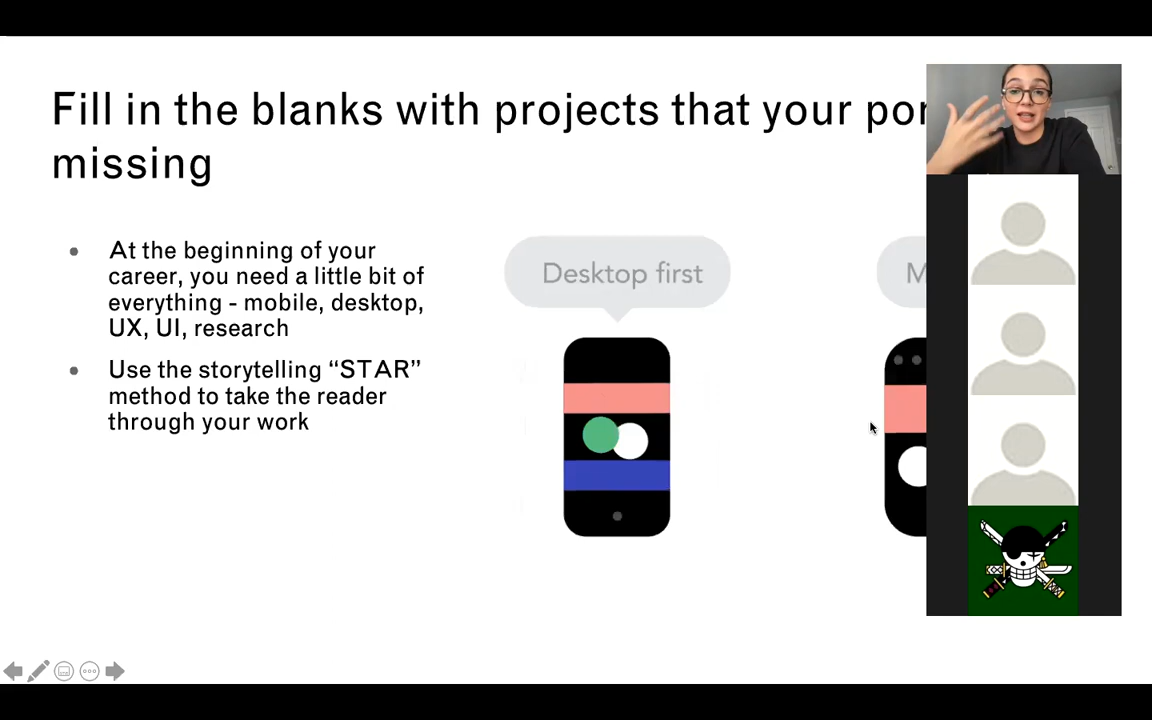 Fill in the blanks with projects that your por
missing
At the beginning of your
career, you need a little bit of
everything - mobile, desktop,
UX, UI, research
Use the storytelling “STAR”
method to take the reader
through your work
Desktop first
M